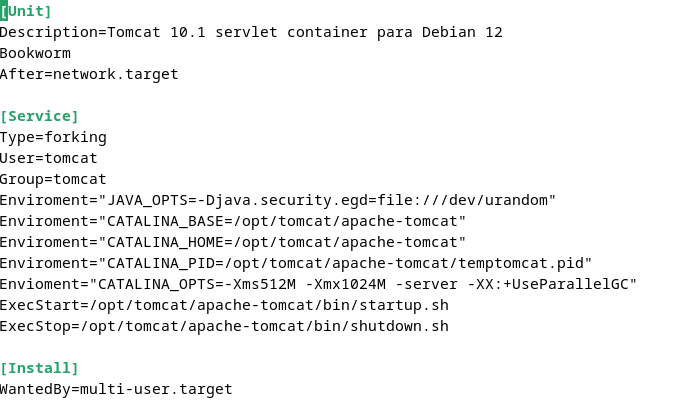 [Unit]
Description=Tomcat 10.1 servlet container para Debian 12
Bookworm
After=network.target

[Service]
Type=forking
User=tomcat
Group=tomcat
Enviroment="JAVA_OPTS=-Djava.security.egd=file:///dev/urandom"
Enviroment="CATALINA_BASE=/opt/tomcat/apache-tomcat"
Enviroment="CATALINA_HOME=/opt/tomcat/apache-tomcat"
Enviroment="CATALINA_PID=/opt/tomcat/apache-tomcat/temptomcat.pid"
Envioment="CATALINA_OPTS=-Xms512M -Xmx1024M -server -XX:+UseParallelGC"
ExecStart=/opt/tomcat/apache-tomcat/bin/startup.sh
ExecStop=/opt/tomcat/apache-tomcat/bin/shutdown.sh

[Install]
WantedBy=multi-user.target